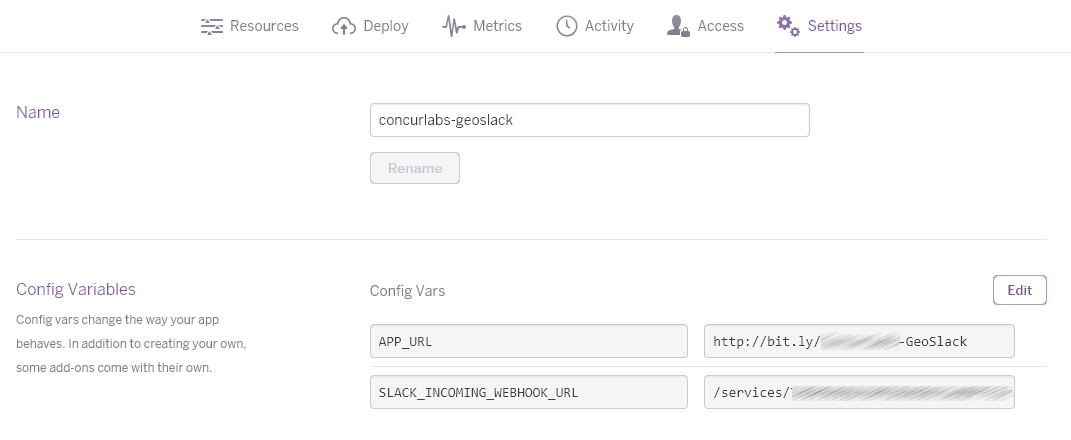 Resources Deploy Metrics Activity Access Settings
Name
concurlabs-geoslack
Rename
Config Variables
Config Vars
Edit
Config vars change the way your app
behaves. In addition to creating your own,
some add-ons come with their own.
APP_URL
http://bit.ly/ -GeoSlack
SLACK_INCOMING_WEBHOOK_URL
/services/